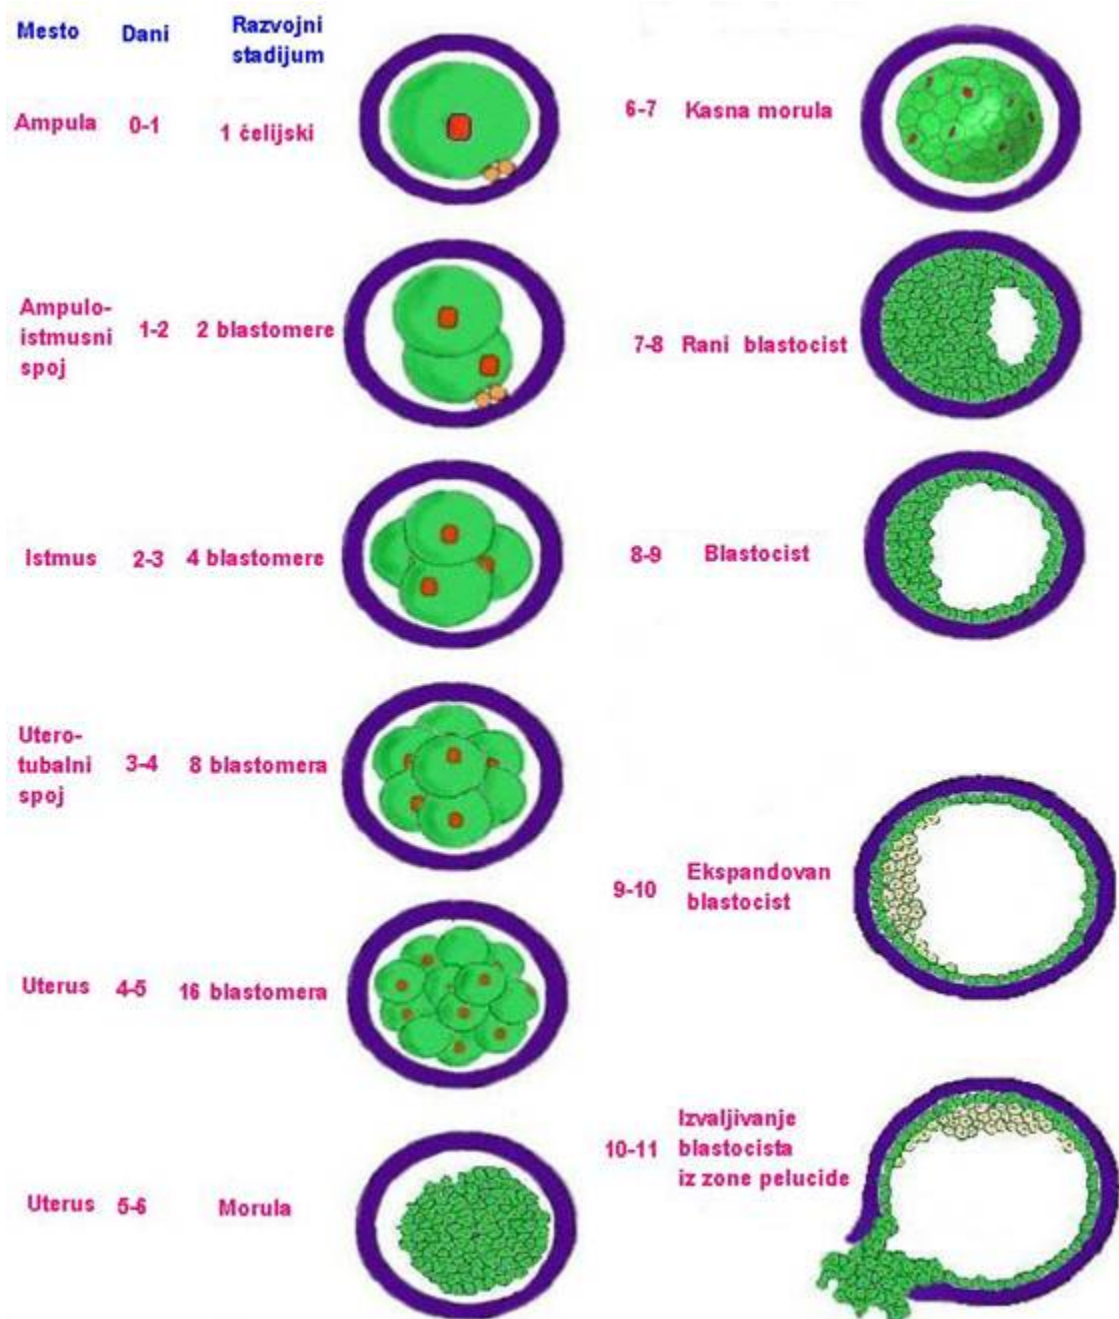 Mesto Dani Razvojni
stadijum
Ampula 0-1 1 ćelijski
Ampulo-
istmusni 1-2 2 blastomere
spoj
Istmus 2-3 4 blastomere
Utero-
tubalni 3-4 8 blastomera
spoj
Uterus 4-5 16 blastomera
Uterus 5-6 Morula
6-7 Kasna morula
7-8 Rani blastocist
8-9 Blastocist
Ekspandovan
9-10 blastocist
Izvaljivanje
10-11 blastocista
iz zone pelucide